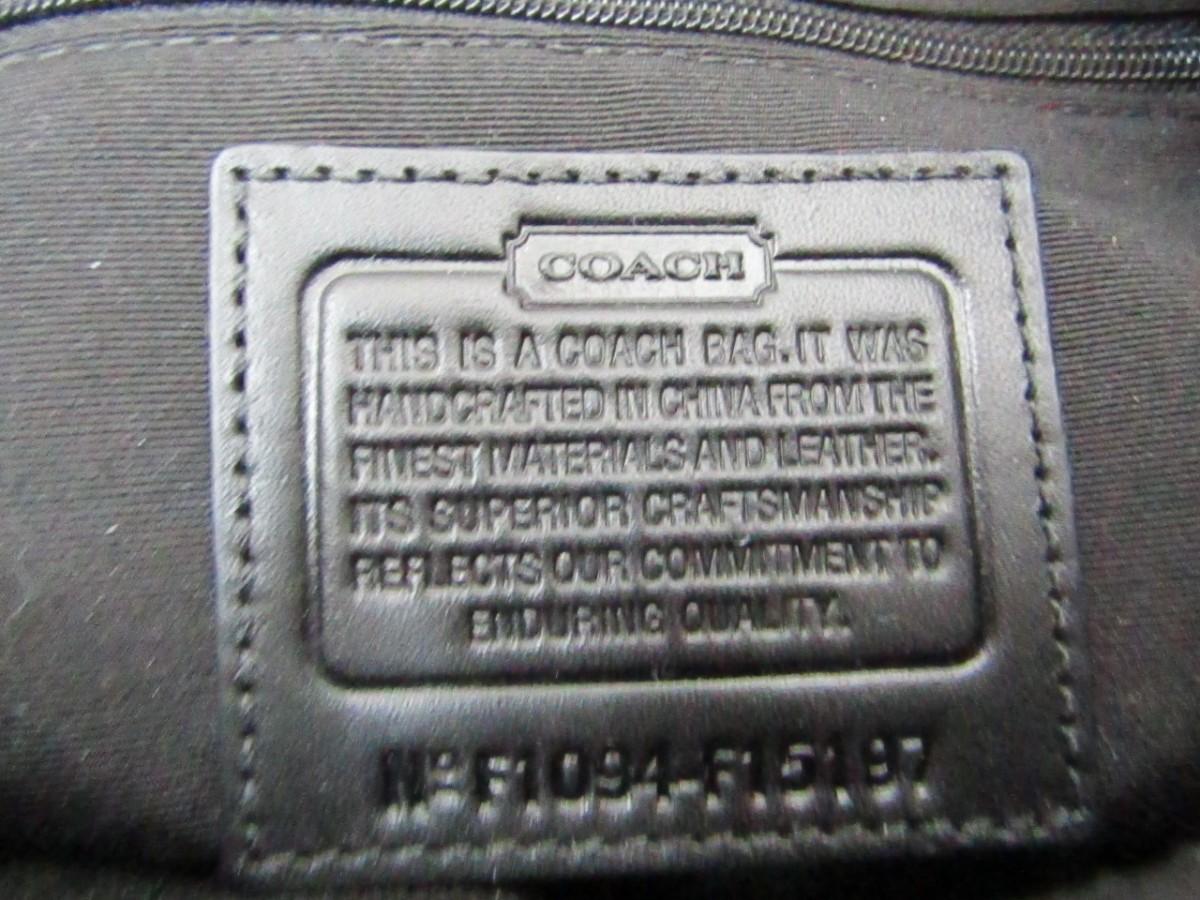 COACH
THIS IS A COACH BAG. IT WAS
HANDCRAFTED IN CHINA FROM THE
FINEST MATERIALS AND LEATHER.
ITS SUPERIOR CRAFTSMANSHIP
REFLECTS OUR COMMITMENT TO
ENDURING QUALITY.
Nº F1094-F15197